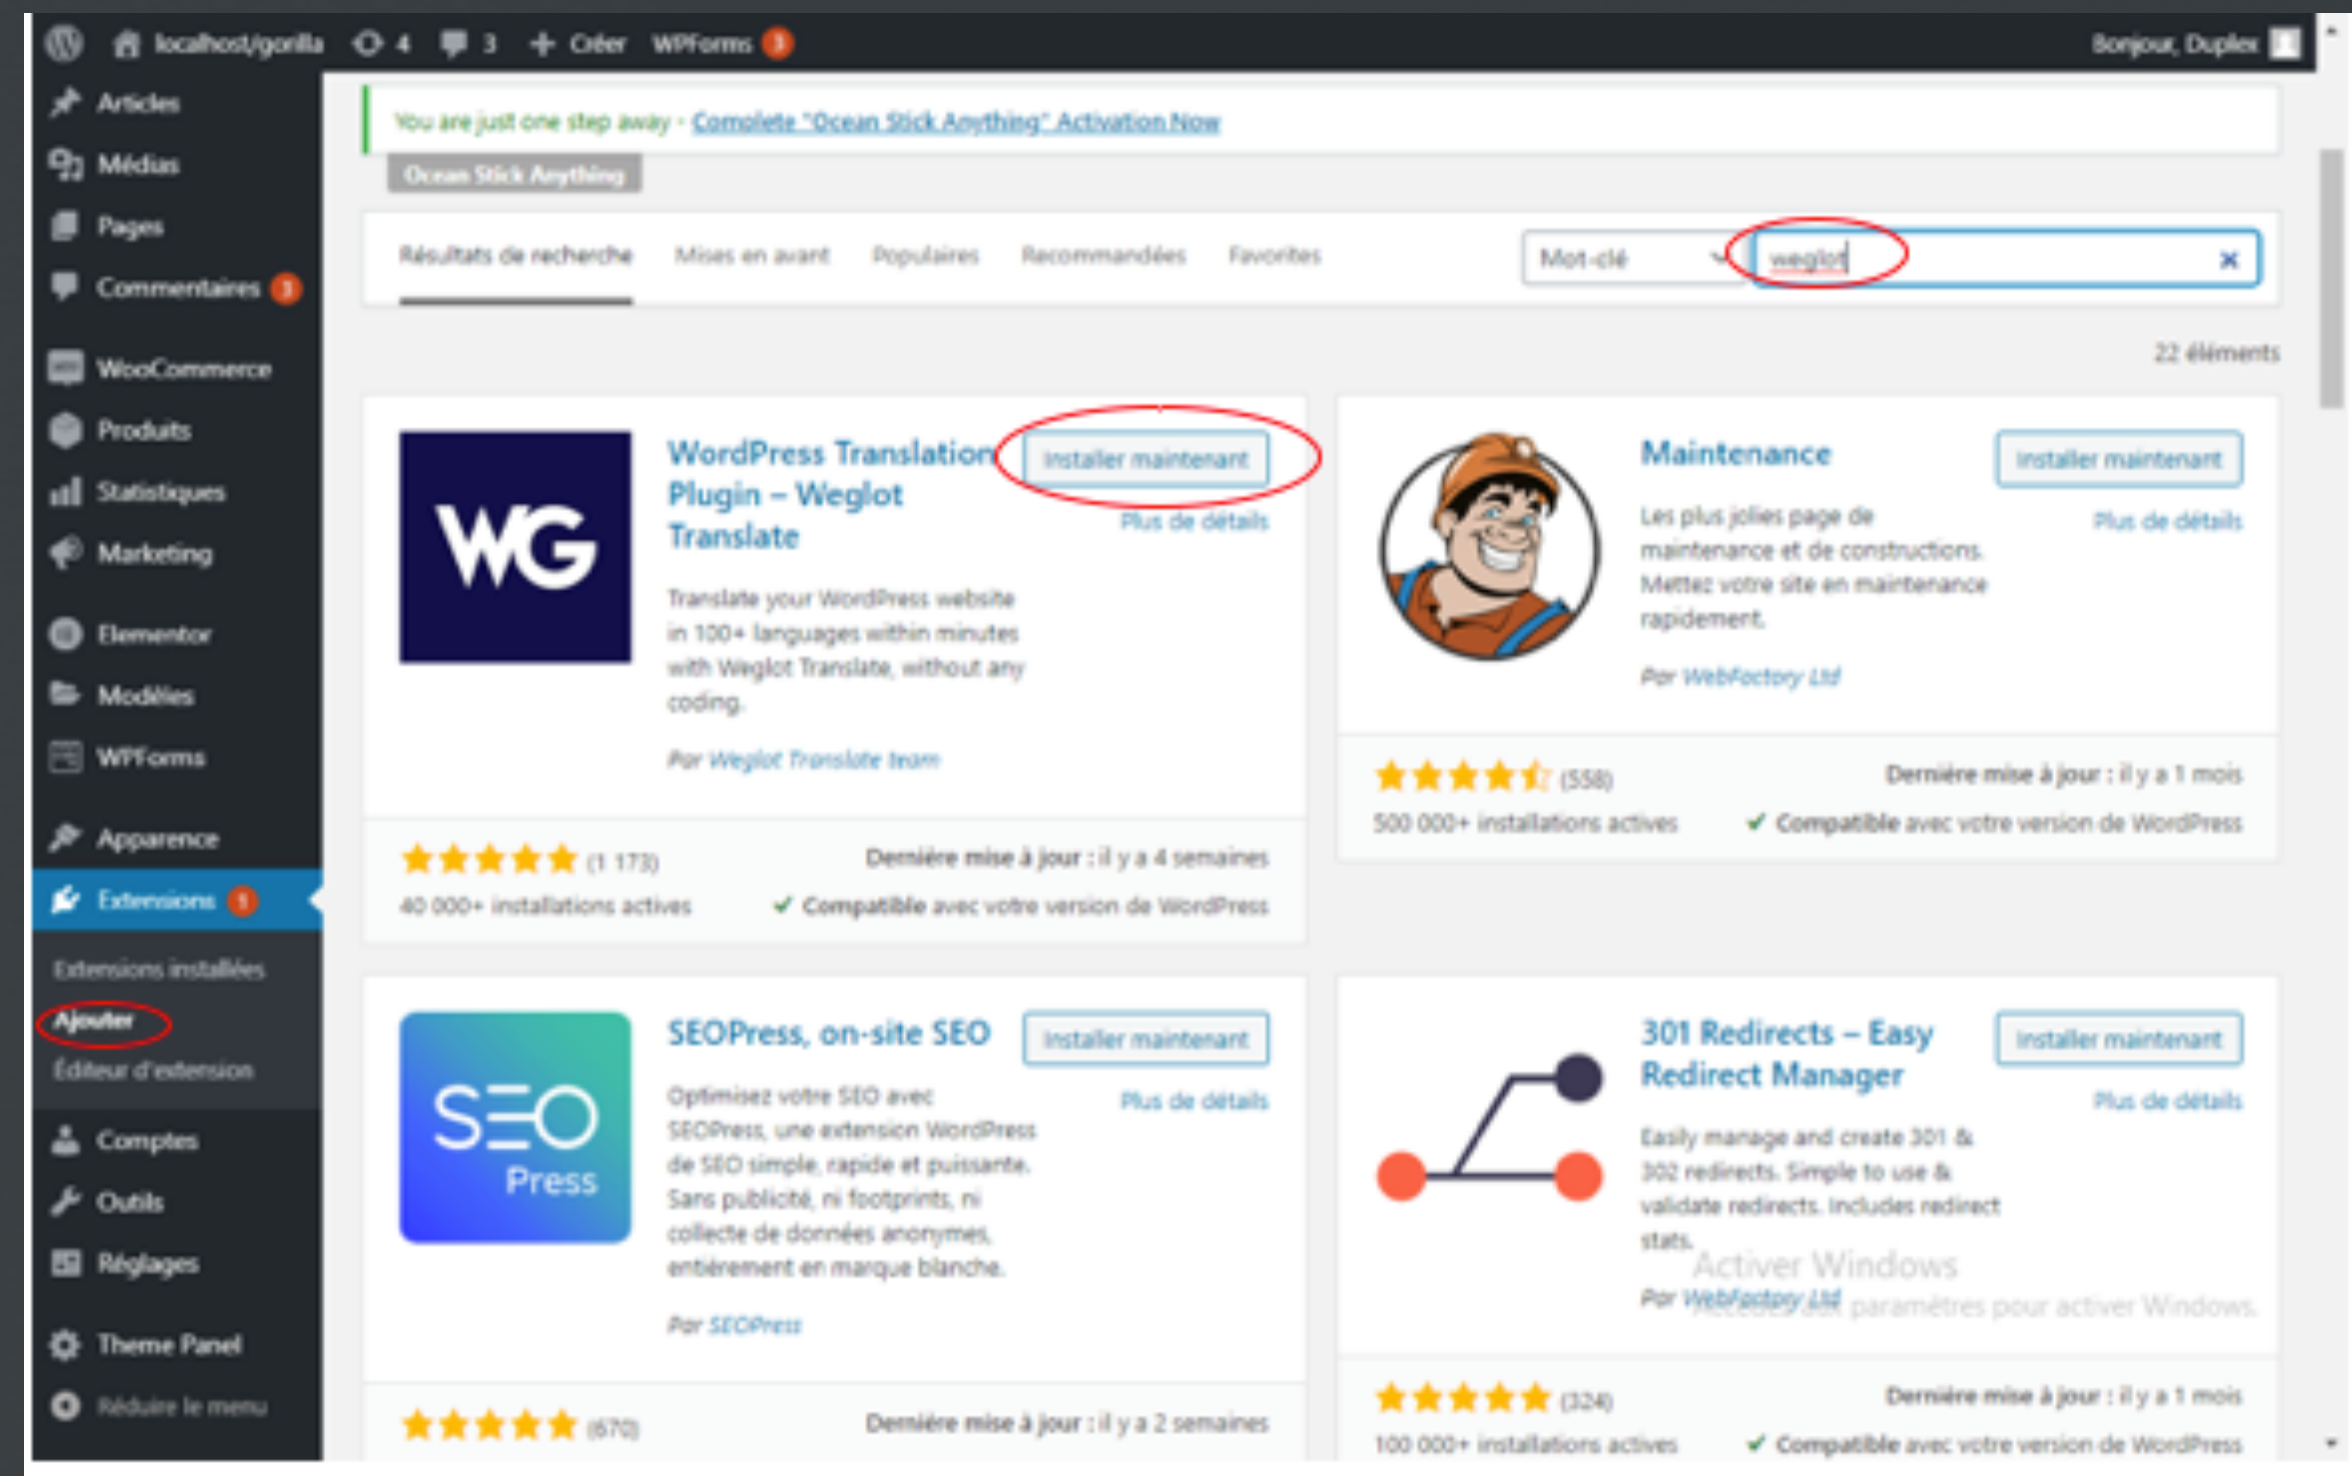 localhost/gorilla 4 3 + Créer WPForms 3 Bonjour, Duplex
Articles
Médias
Pages
Commentaires 3
WooCommerce
Produits
Statistiques
Marketing
Elementor
Modèles
WPForms
Apparence
Extensions 1
Extensions installées
Ajouter
Éditeur d'extension
Comptes
Outils
Réglages
Theme Panel
Réduire le menu
You are just one step away - Complete "Ocean Stick Anything" Activation Now
Ocean Stick Anything
Résultats de recherche Mises en avant Populaires Recommandées Favorites Mot-clé weglot
22 éléments
WG
WordPress Translation
Plugin – Weglot
Translate
Installer maintenant
Plus de détails
Translate your WordPress website
in 100+ languages within minutes
with Weglot Translate, without any
coding.
Par Weglot Translate team
(1 173)
Dernière mise à jour : il y a 4 semaines
40 000+ installations actives
Compatible avec votre version de WordPress
Maintenance
Installer maintenant
Plus de détails
Les plus jolies page de
maintenance et de constructions.
Mettez votre site en maintenance
rapidement.
Par WebFactory Ltd
(558)
Dernière mise à jour : il y a 1 mois
500 000+ installations actives
Compatible avec votre version de WordPress
SEO
Press
SEOPress, on-site SEO
Installer maintenant
Plus de détails
Optimisez votre SEO avec
SEOPress, une extension WordPress
de SEO simple, rapide et puissante.
Sans publicité, ni footprints, ni
collecte de données anonymes,
entièrement en marque blanche.
Par SEOPress
(670)
Dernière mise à jour : il y a 2 semaines
301 Redirects – Easy
Redirect Manager
Installer maintenant
Plus de détails
Easily manage and create 301 &
302 redirects. Simple to use &
validate redirects. Includes redirect
stats.
Par WebFactory Ltd
Activer Windows
paramètres pour activer Windows.
(324)
Dernière mise à jour : il y a 1 mois
100 000+ installations actives
Compatible avec votre version de WordPress